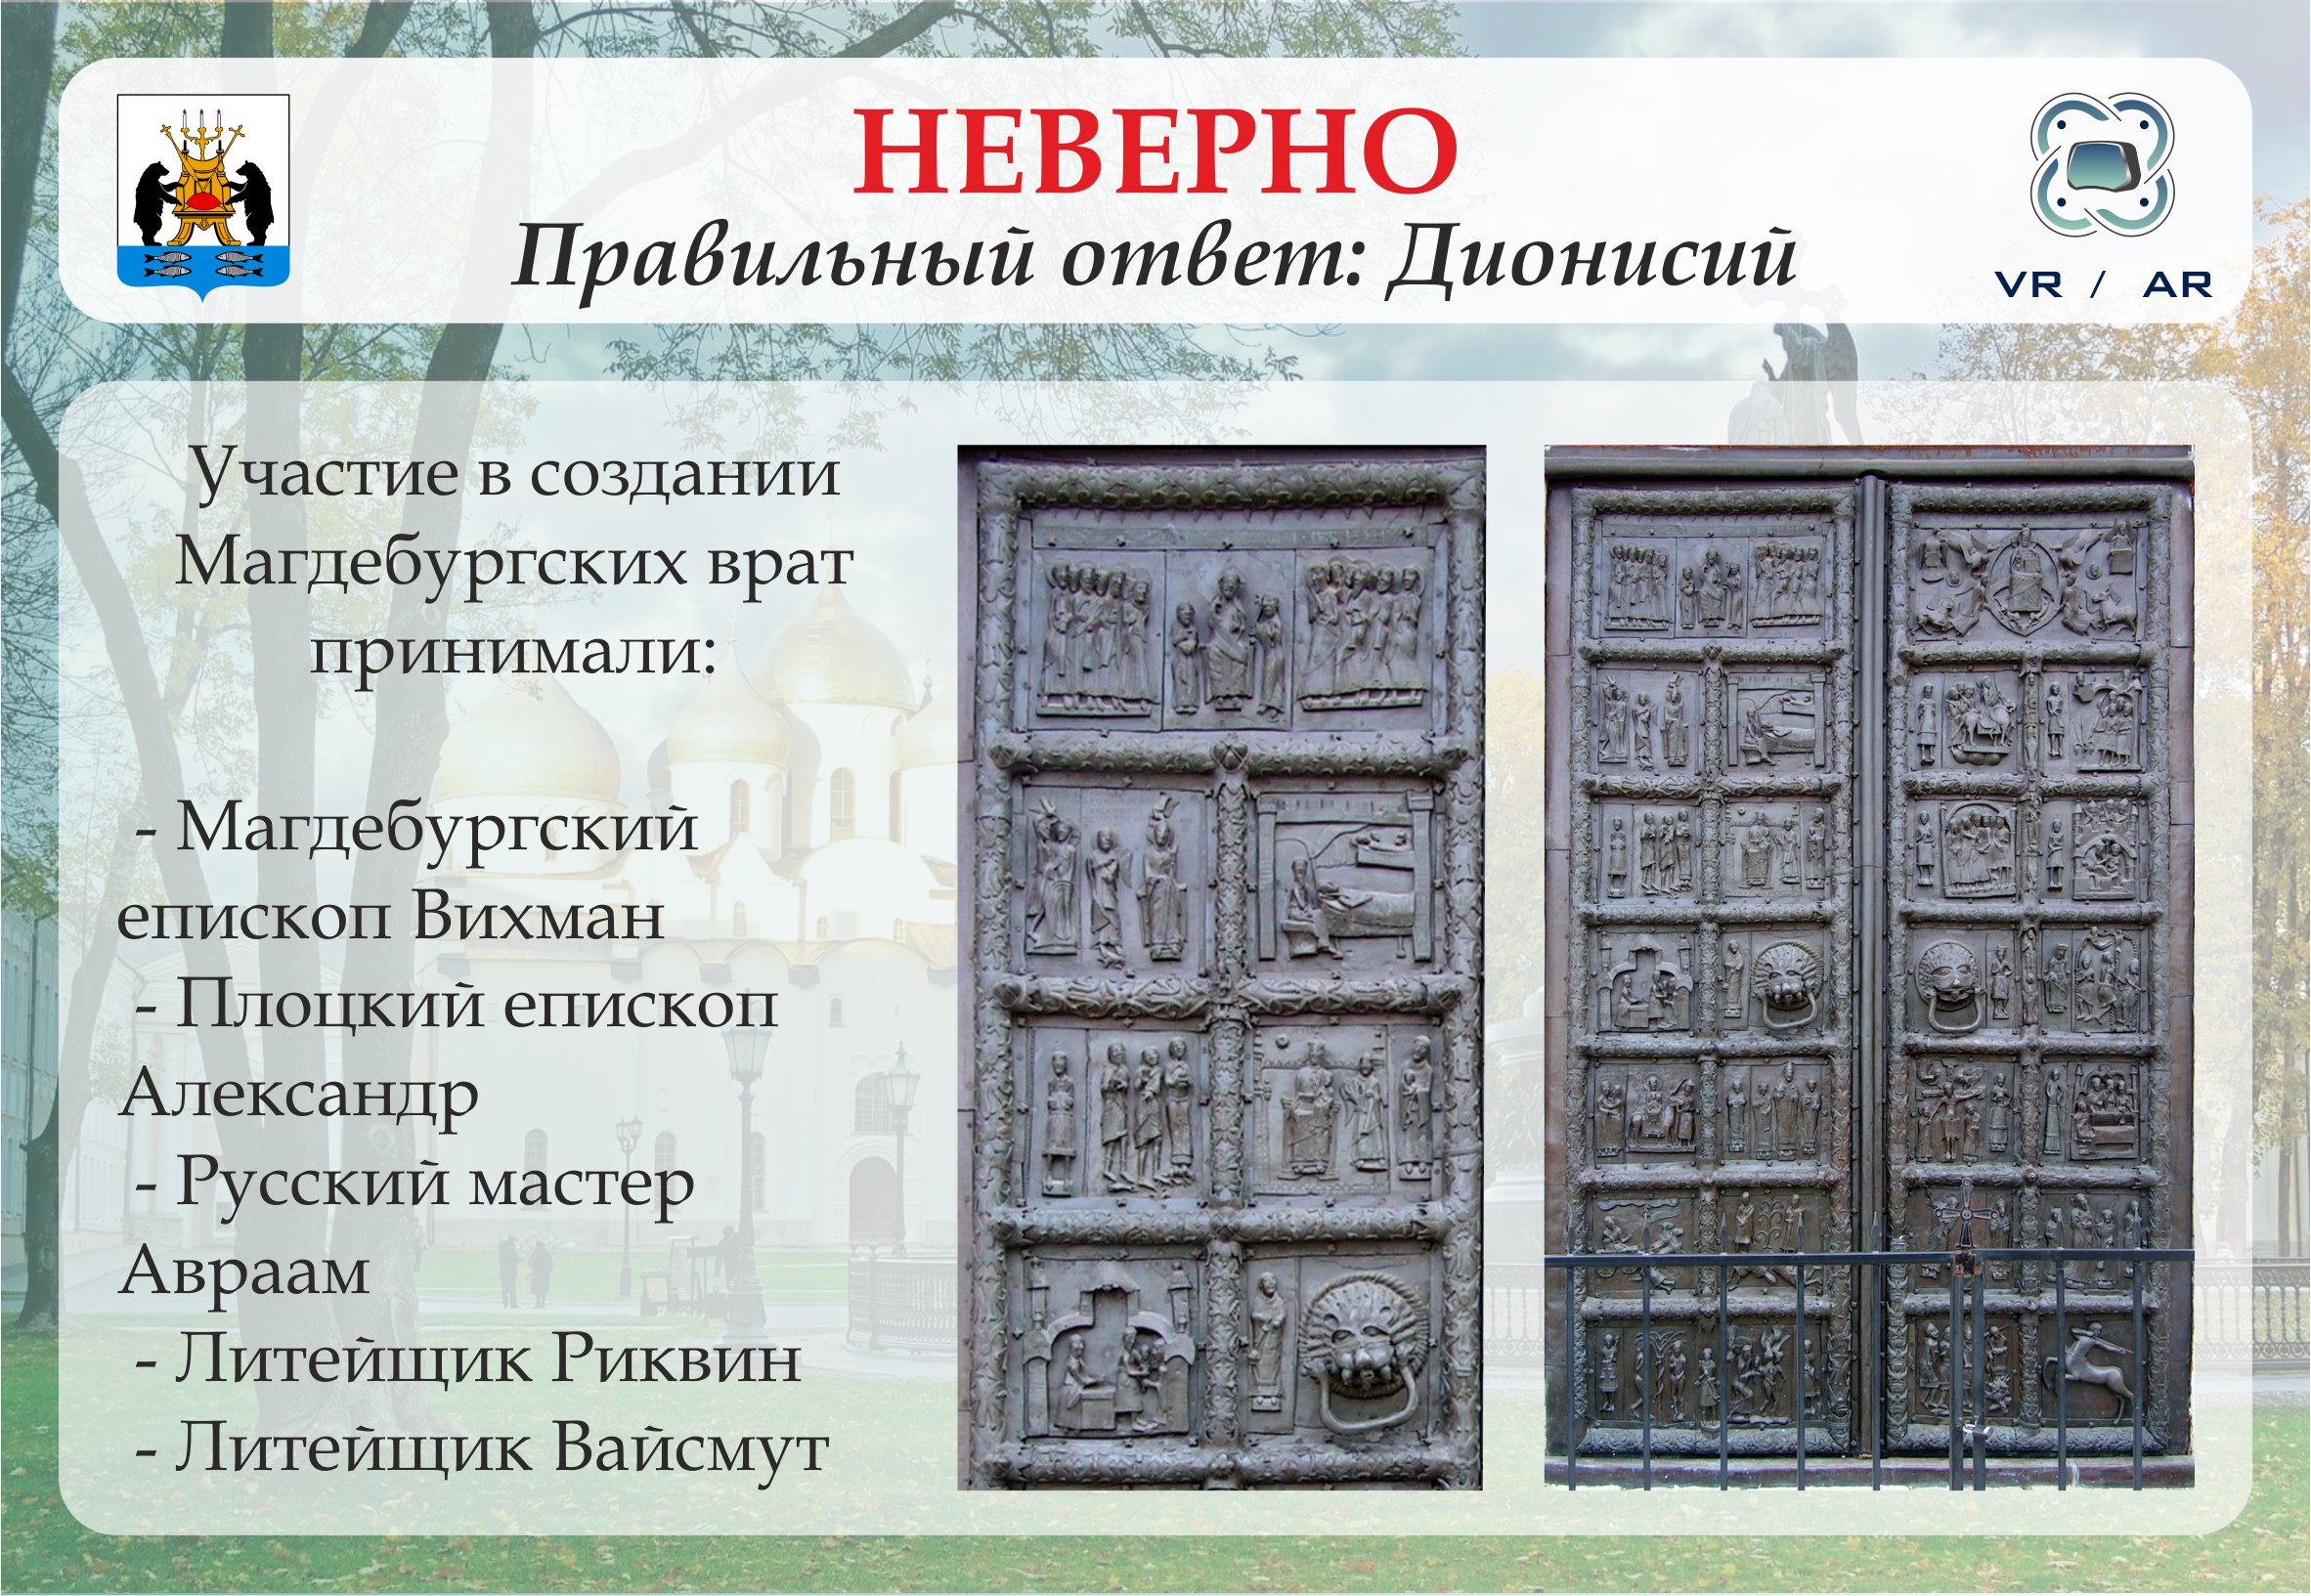 НЕВЕРНО
Правильный ответ: Дионисий
VR / AR
Участие в создании
Магдебургских врат
принимали:
- Магдебургский
епископ Вихман
- Плоцкий епископ
Александр
- Русский мастер
Авраам
- Литейщик Риквин
- Литейщик Вайсмут